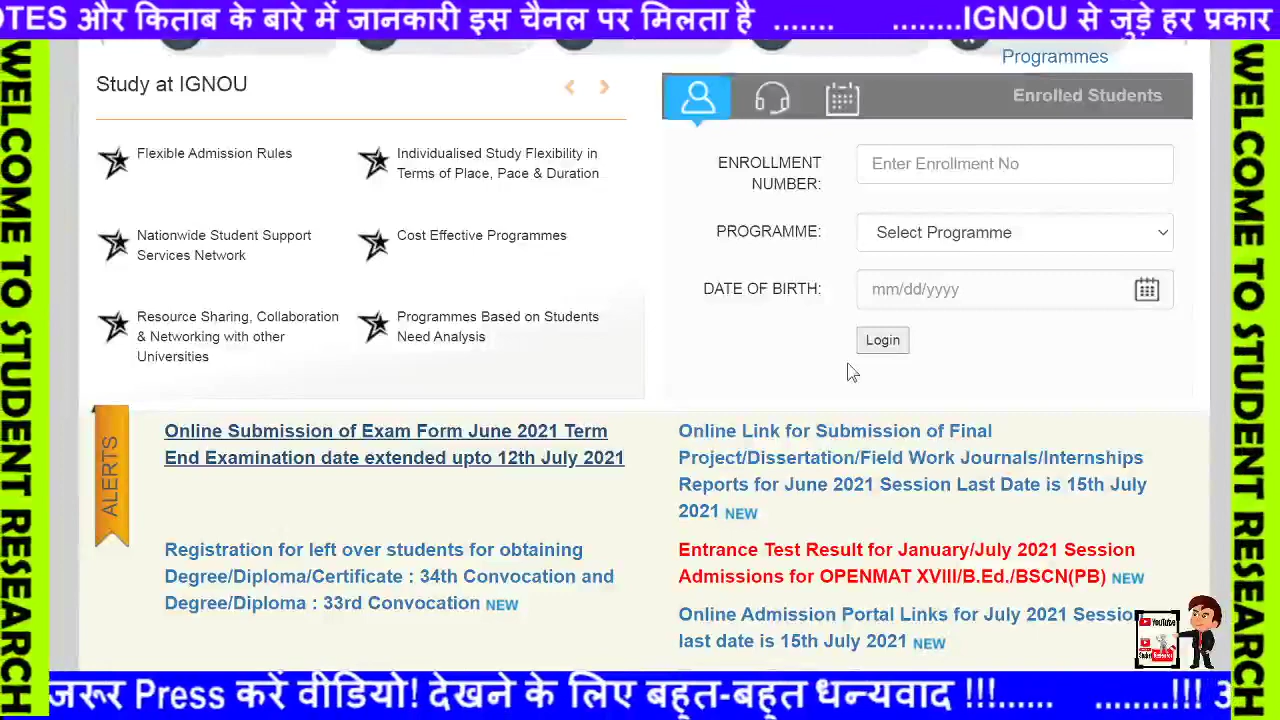 OTES और किताब के बारे में जानकारी इस चैनल पर मिलता है ....... ........IGNOU से जुड़े हर प्रकार
Programmes
Study at IGNOU
Enrolled Students
Flexible Admission Rules
Individualised Study Flexibility in
Terms of Place, Pace & Duration
Nationwide Student Support
Services Network
Cost Effective Programmes
Resource Sharing, Collaboration
& Networking with other
Universities
Programmes Based on Students
Need Analysis
ENROLLMENT
NUMBER:
Enter Enrollment No
PROGRAMME:
Select Programme
DATE OF BIRTH:
mm/dd/yyyy
Login
ALERTS
Online Submission of Exam Form June 2021 Term
End Examination date extended upto 12th July 2021
Registration for left over students for obtaining
Degree/Diploma/Certificate : 34th Convocation and
Degree/Diploma : 33rd Convocation NEW
Online Link for Submission of Final
Project/Dissertation/Field Work Journals/Internships
Reports for June 2021 Session Last Date is 15th July
2021 NEW
Entrance Test Result for January/July 2021 Session
Admissions for OPENMAT XVIII/B.Ed./BSCN(PB) NEW
Online Admission Portal Links for July 2021 Session
last date is 15th July 2021 NEW
YouTube
WELCOME TO STUDENT RESEARCH
WELCOME TO STUDENT RESEARCH
जरूर Press करें वीडियो! देखने के लिए बहुत-बहुत धन्यवाद !!!...... ........!!!